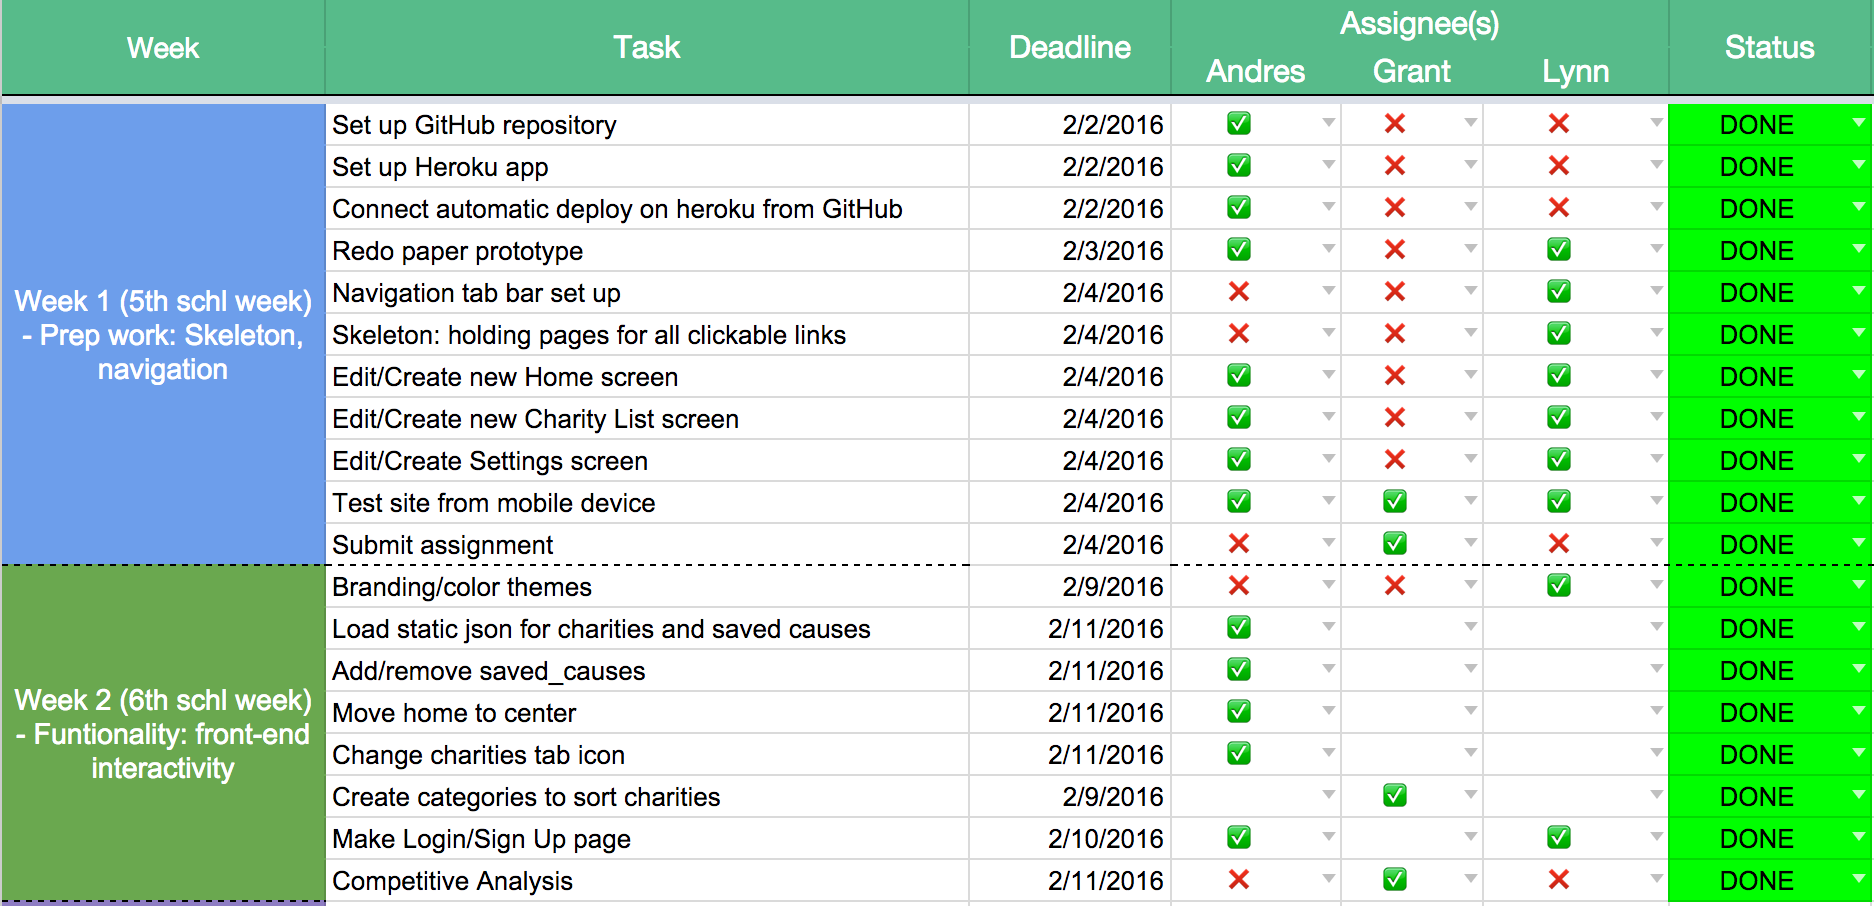 Week Task Deadline Assignee(s) Status
Andres Grant Lynn
Week 1 (5th schl week)
- Prep work: Skeleton,
navigation
Set up GitHub repository 2/2/2016 ✅ ❌ ❌ DONE
Set up Heroku app 2/2/2016 ✅ ❌ ❌ DONE
Connect automatic deploy on heroku from GitHub 2/2/2016 ✅ ❌ ❌ DONE
Redo paper prototype 2/3/2016 ✅ ❌ ✅ DONE
Navigation tab bar set up 2/4/2016 ❌ ❌ ✅ DONE
Skeleton: holding pages for all clickable links 2/4/2016 ❌ ❌ ✅ DONE
Edit/Create new Home screen 2/4/2016 ✅ ❌ ✅ DONE
Edit/Create new Charity List screen 2/4/2016 ✅ ❌ ✅ DONE
Edit/Create Settings screen 2/4/2016 ✅ ❌ ✅ DONE
Test site from mobile device 2/4/2016 ✅ ✅ ✅ DONE
Submit assignment 2/4/2016 ❌ ✅ ❌ DONE
Week 2 (6th schl week)
- Funtionality: front-end
interactivity
Branding/color themes 2/9/2016 ❌ ❌ ✅ DONE
Load static json for charities and saved causes 2/11/2016 ✅ DONE
Add/remove saved_causes 2/11/2016 ✅ DONE
Move home to center 2/11/2016 ✅ DONE
Change charities tab icon 2/11/2016 ✅ DONE
Create categories to sort charities 2/9/2016 ✅ DONE
Make Login/Sign Up page 2/10/2016 ✅ ✅ DONE
Competitive Analysis 2/11/2016 ❌ ✅ ❌ DONE